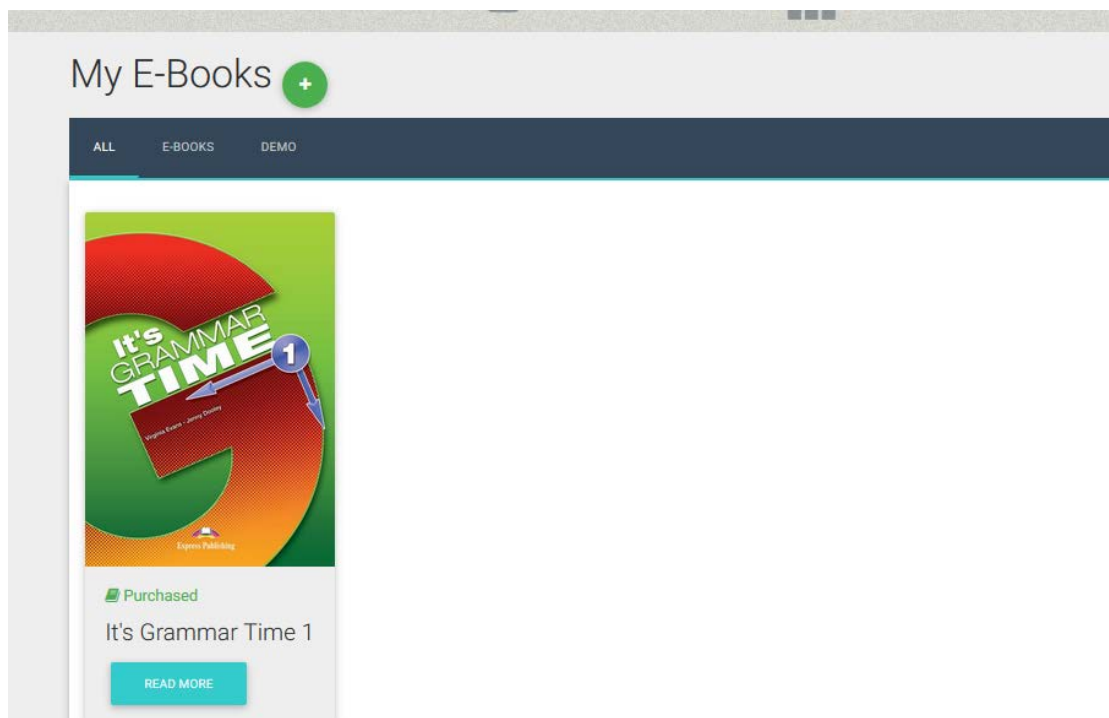 My E-Books
ALL E-BOOKS DEMO
It's
GRAMMAR
TIME
1
Virginia Evans - Jenny Dooley
Express Publishing
Purchased
It's Grammar Time 1
READ MORE